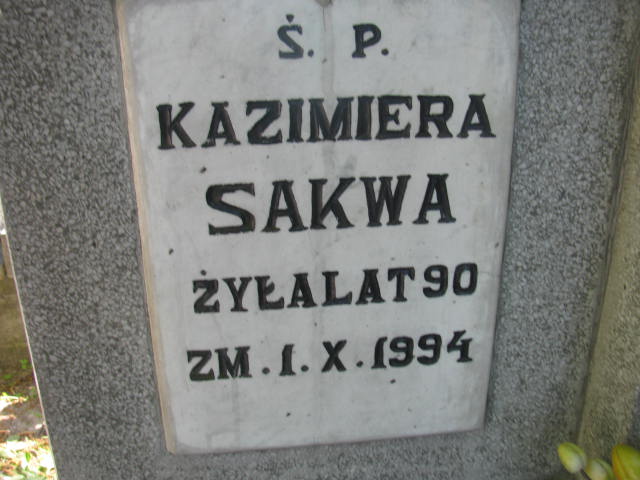 Ś. P.
KAZIMIERA
SAKWA
ŻYŁA LAT 90
ZM. 1. X. 1994